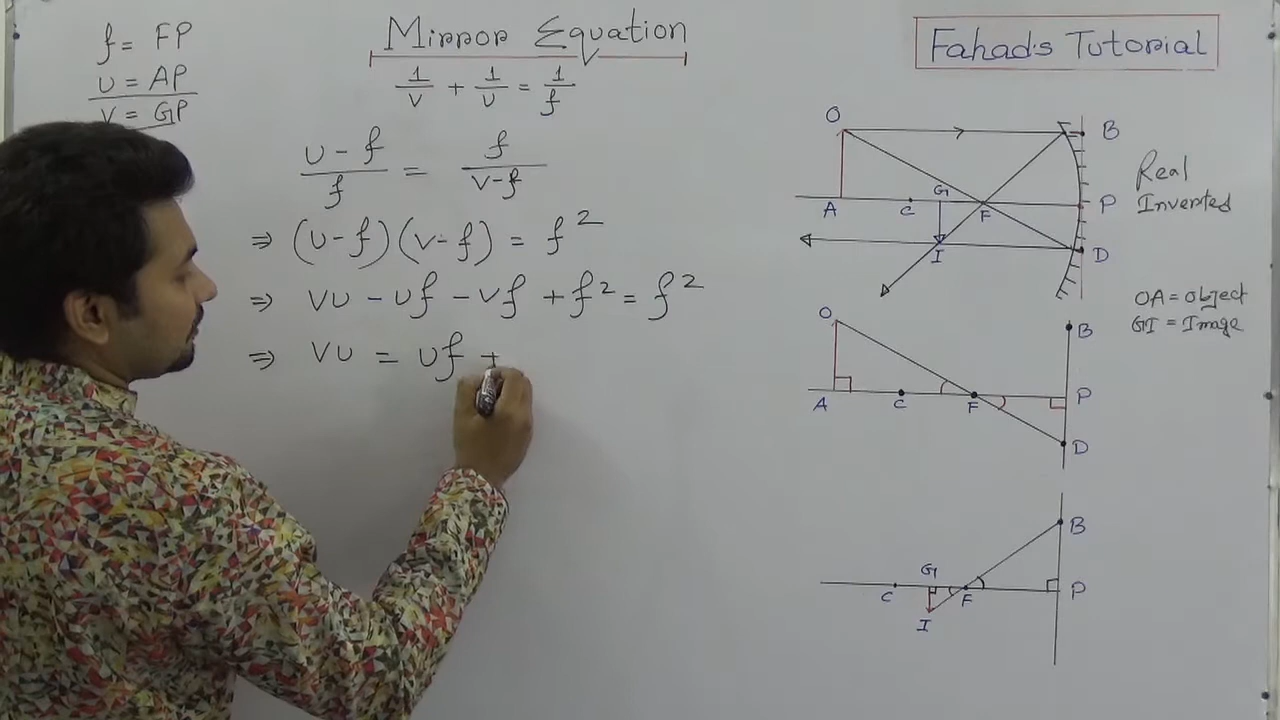 f = FP
u = AP
v = GP
Mirror Equation
1/v + 1/u = 1/f
(u - f)/f = f/(v-f)
⇒ (u-f)(v-f) = f²
⇒ vu - uf - vf + f² = f²
⇒ vu = uf +
Fahad's Tutorial
O
B
A
C
G
F
P
I
D
Real
Inverted
OA = Object
GI = Image
O
B
A
C
F
P
D
B
G
C
F
P
I